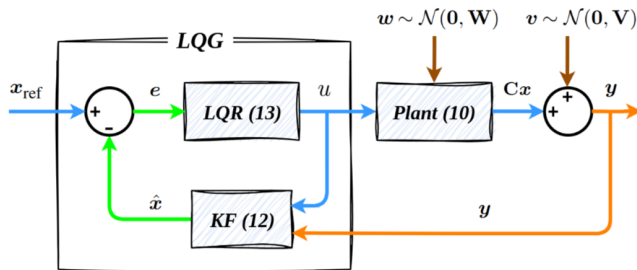 w ∼ 𝒩(0, W)
v ∼ 𝒩(0, V)
LQG
x_ref
+
-
e
LQR (13)
u
Plant (10)
Cx
+
+
y
x̂
KF (12)
y